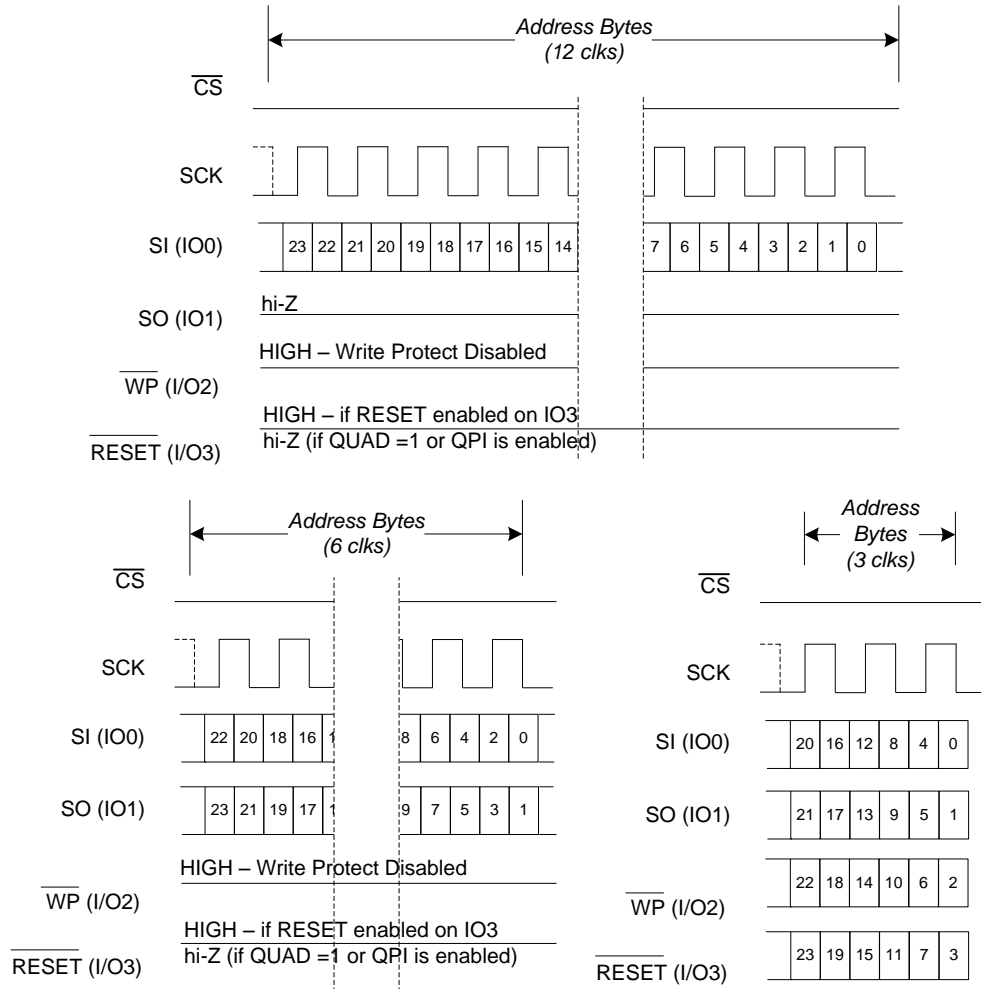 Address Bytes
(12 clks)
CS
SCK
SI (IO0) 23 22 21 20 19 18 17 16 15 14 7 6 5 4 3 2 1 0
SO (IO1) hi-Z
HIGH – Write Protect Disabled
WP (I/O2)
HIGH – if RESET enabled on IO3
RESET (I/O3) hi-Z (if QUAD =1 or QPI is enabled)
Address Bytes
(6 clks)
CS
SCK
SI (IO0) 22 20 18 16 1 8 6 4 2 0
SO (IO1) 23 21 19 17 1 9 7 5 3 1
HIGH – Write Protect Disabled
WP (I/O2)
HIGH – if RESET enabled on IO3
RESET (I/O3) hi-Z (if QUAD =1 or QPI is enabled)
Address
Bytes
(3 clks)
CS
SCK
SI (IO0) 20 16 12 8 4 0
SO (IO1) 21 17 13 9 5 1
WP (I/O2) 22 18 14 10 6 2
RESET (I/O3) 23 19 15 11 7 3